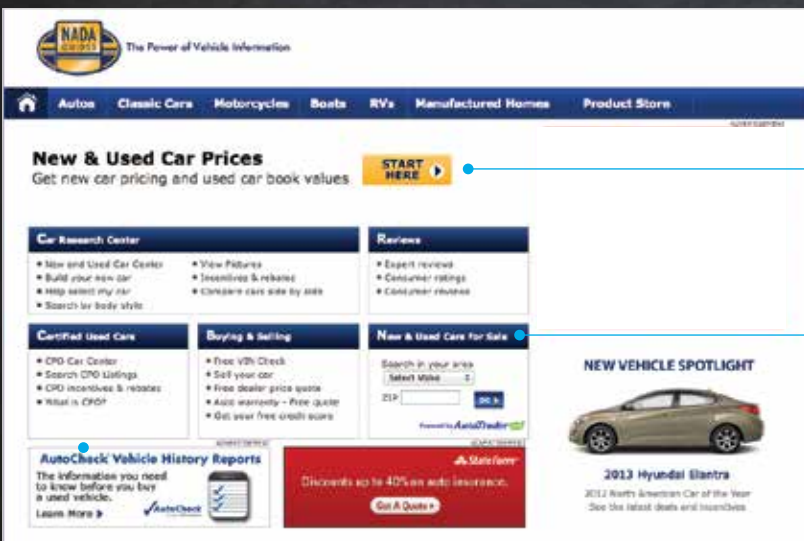 NADA
GUIDES
The Power of Vehicle Information
Autos Classic Cars Motorcycles Boats RVs Manufactured Homes Product Store
New & Used Car Prices
Get new car pricing and used car book values
START
HERE
Car Research Center
• New and Used Car Center
• Build your new car
• Help select my car
• Search by body style
• View Pictures
• Incentives & rebates
• Compare cars side by side
Reviews
• Expert reviews
• Consumer ratings
• Consumer reviews
Certified Used Cars
• CPO Car Center
• Search CPO Listings
• CPO incentives & rebates
• What is CPO?
Buying & Selling
• Free VIN Check
• Sell your car
• Free dealer price quote
• Auto warranty - Free quote
• Get your free credit score
New & Used Cars for Sale
Search in your area
Select Make
ZIP
GO
Powered by AutoTrader
NEW VEHICLE SPOTLIGHT
2013 Hyundai Elantra
2012 North American Car of the Year
See the latest deals and incentives
AutoCheck Vehicle History Reports
The information you need
to know before you buy
a used vehicle.
Learn More
AutoCheck
State Farm
Discounts up to 40% on auto insurance.
Get A Quote